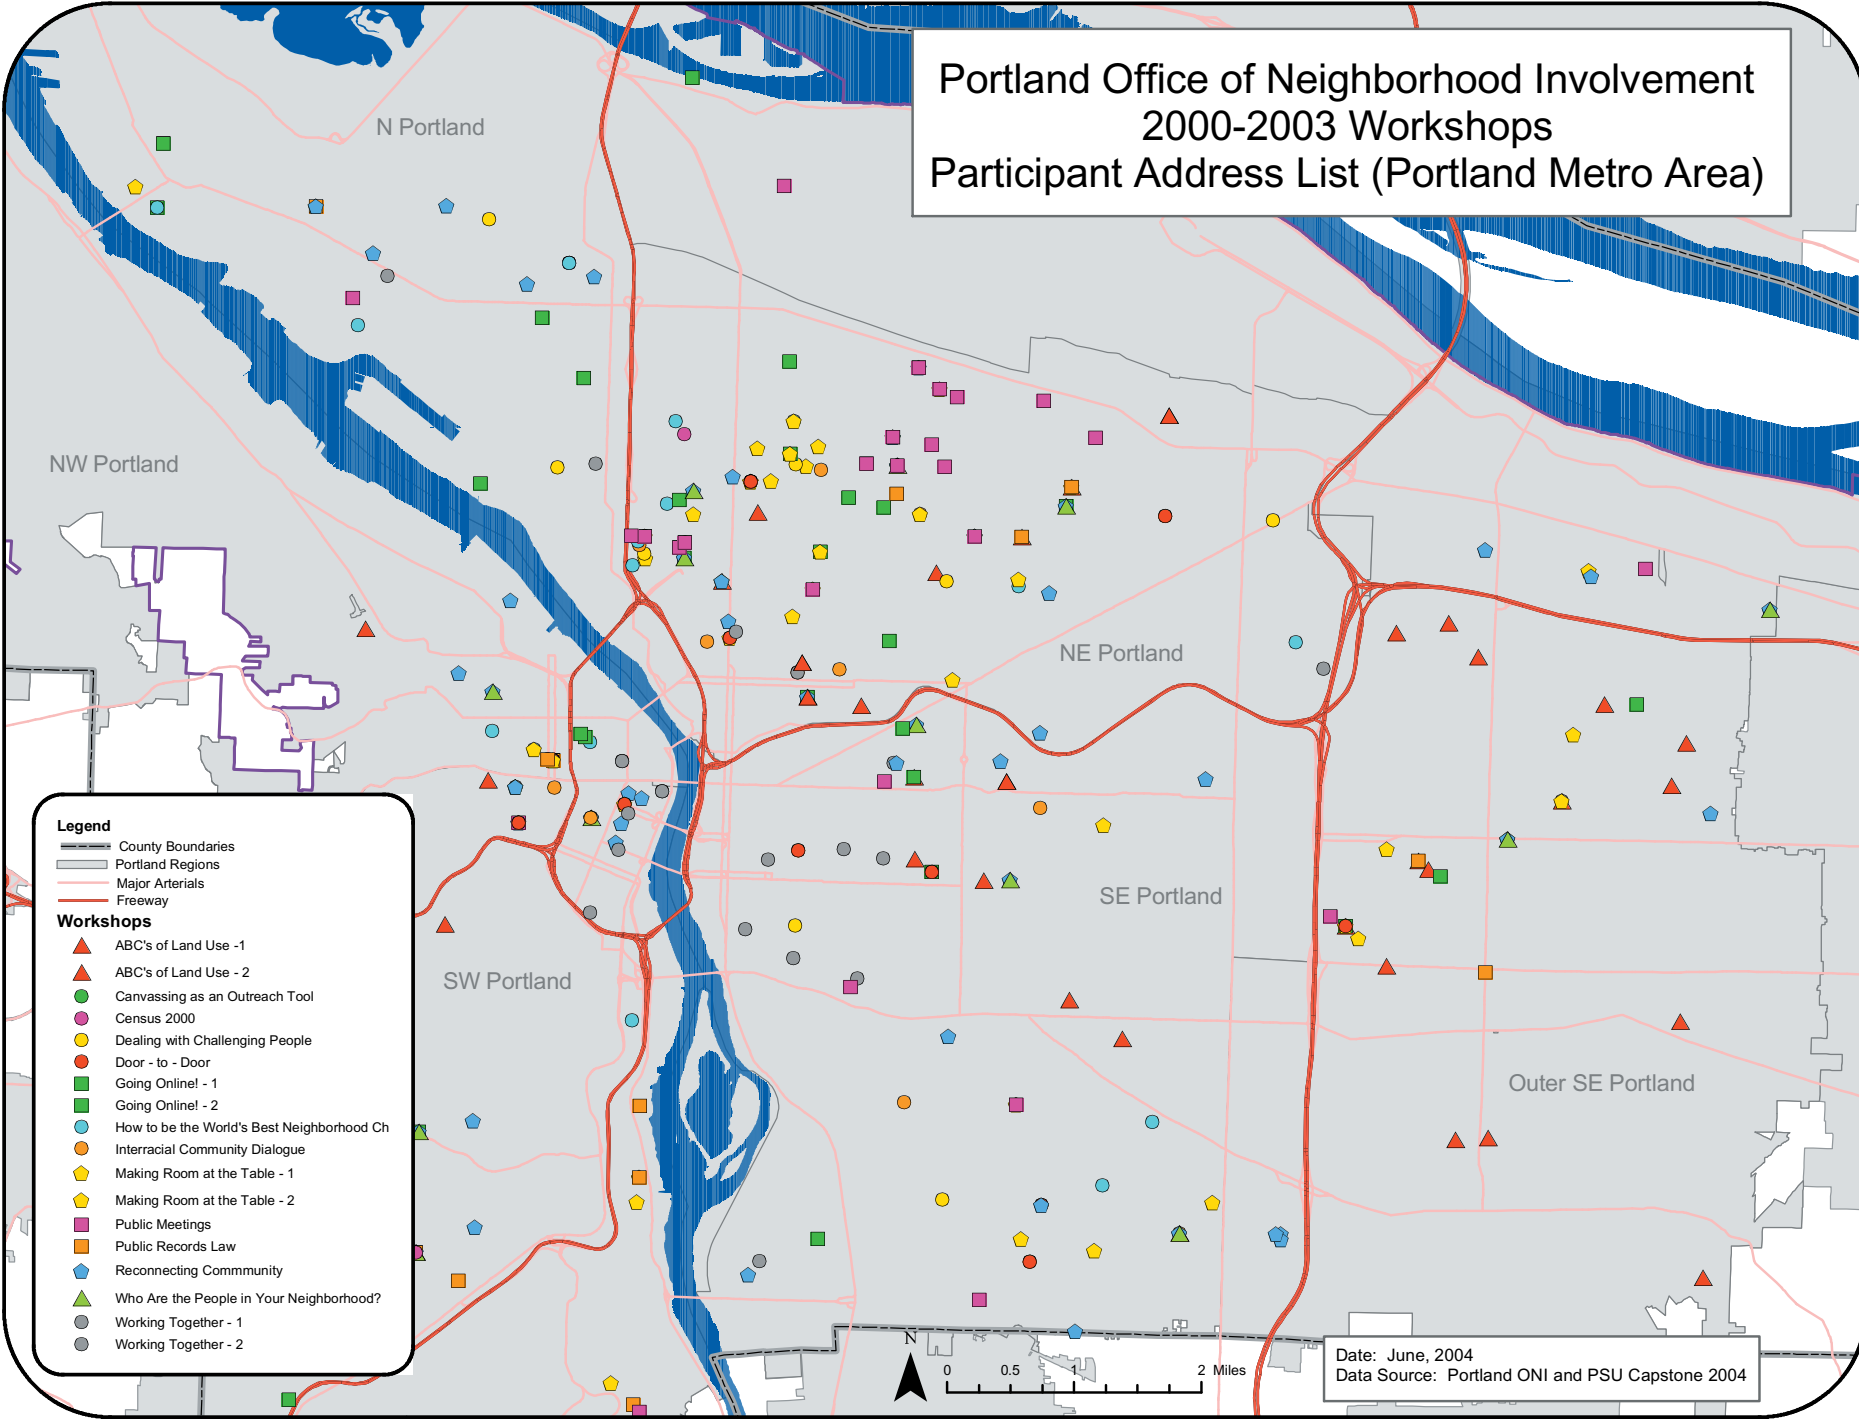 Portland Office of Neighborhood Involvement
2000-2003 Workshops
Participant Address List (Portland Metro Area)
N Portland
NW Portland
NE Portland
SE Portland
SW Portland
Outer SE Portland
Legend
County Boundaries
Portland Regions
Major Arterials
Freeway
Workshops
ABC's of Land Use -1
ABC's of Land Use - 2
Canvassing as an Outreach Tool
Census 2000
Dealing with Challenging People
Door - to - Door
Going Online! - 1
Going Online! - 2
How to be the World's Best Neighborhood Ch
Interracial Community Dialogue
Making Room at the Table - 1
Making Room at the Table - 2
Public Meetings
Public Records Law
Reconnecting Commmunity
Who Are the People in Your Neighborhood?
Working Together - 1
Working Together - 2
N
0 0.5 1 2 Miles
Date: June, 2004
Data Source: Portland ONI and PSU Capstone 2004